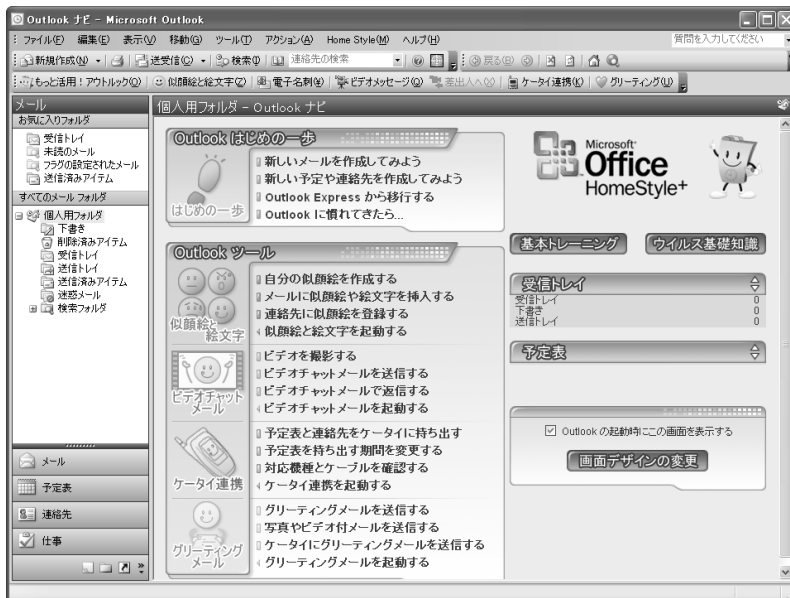 Outlook ナビ - Microsoft Outlook
ファイル(F) 編集(E) 表示(V) 移動(G) ツール(T) アクション(A) Home Style(M) ヘルプ(H) 質問を入力してください
新規作成(N) 送受信(C) 検索(I) 連絡先の検索 戻る(B)
もっと活用!アウトルック(O) 似顔絵と絵文字(Z) 電子名刺(¥) ビデオメッセージ(Q) 差出人へ(X) ケータイ連携(K) グリーティング(U)
メール
個人用フォルダ - Outlook ナビ
お気に入りフォルダ
受信トレイ
未読のメール
フラグの設定されたメール
送信済みアイテム
すべてのメール フォルダ
個人用フォルダ
下書き
削除済みアイテム
受信トレイ
送信トレイ
送信済みアイテム
迷惑メール
検索フォルダ
メール
予定表
連絡先
仕事
Outlook はじめの一歩
はじめの一歩
新しいメールを作成してみよう
新しい予定や連絡先を作成してみよう
Outlook Express から移行する
Outlook に慣れてきたら...
Outlook ツール
似顔絵と
絵文字
自分の似顔絵を作成する
メールに似顔絵や絵文字を挿入する
連絡先に似顔絵を登録する
似顔絵と絵文字を起動する
ビデオチャット
メール
ビデオを撮影する
ビデオチャットメールを送信する
ビデオチャットメールで返信する
ビデオチャットメールを起動する
ケータイ連携
予定表と連絡先をケータイに持ち出す
予定表を持ち出す期間を変更する
対応機種とケーブルを確認する
ケータイ連携を起動する
グリーティング
メール
グリーティングメールを送信する
写真やビデオ付メールを送信する
ケータイにグリーティングメールを送信する
グリーティングメールを起動する
Microsoft
Office
HomeStyle+
基本トレーニング ウイルス基礎知識
受信トレイ
受信トレイ 0
下書き 0
送信トレイ 0
予定表
Outlook の起動時にこの画面を表示する
画面デザインの変更